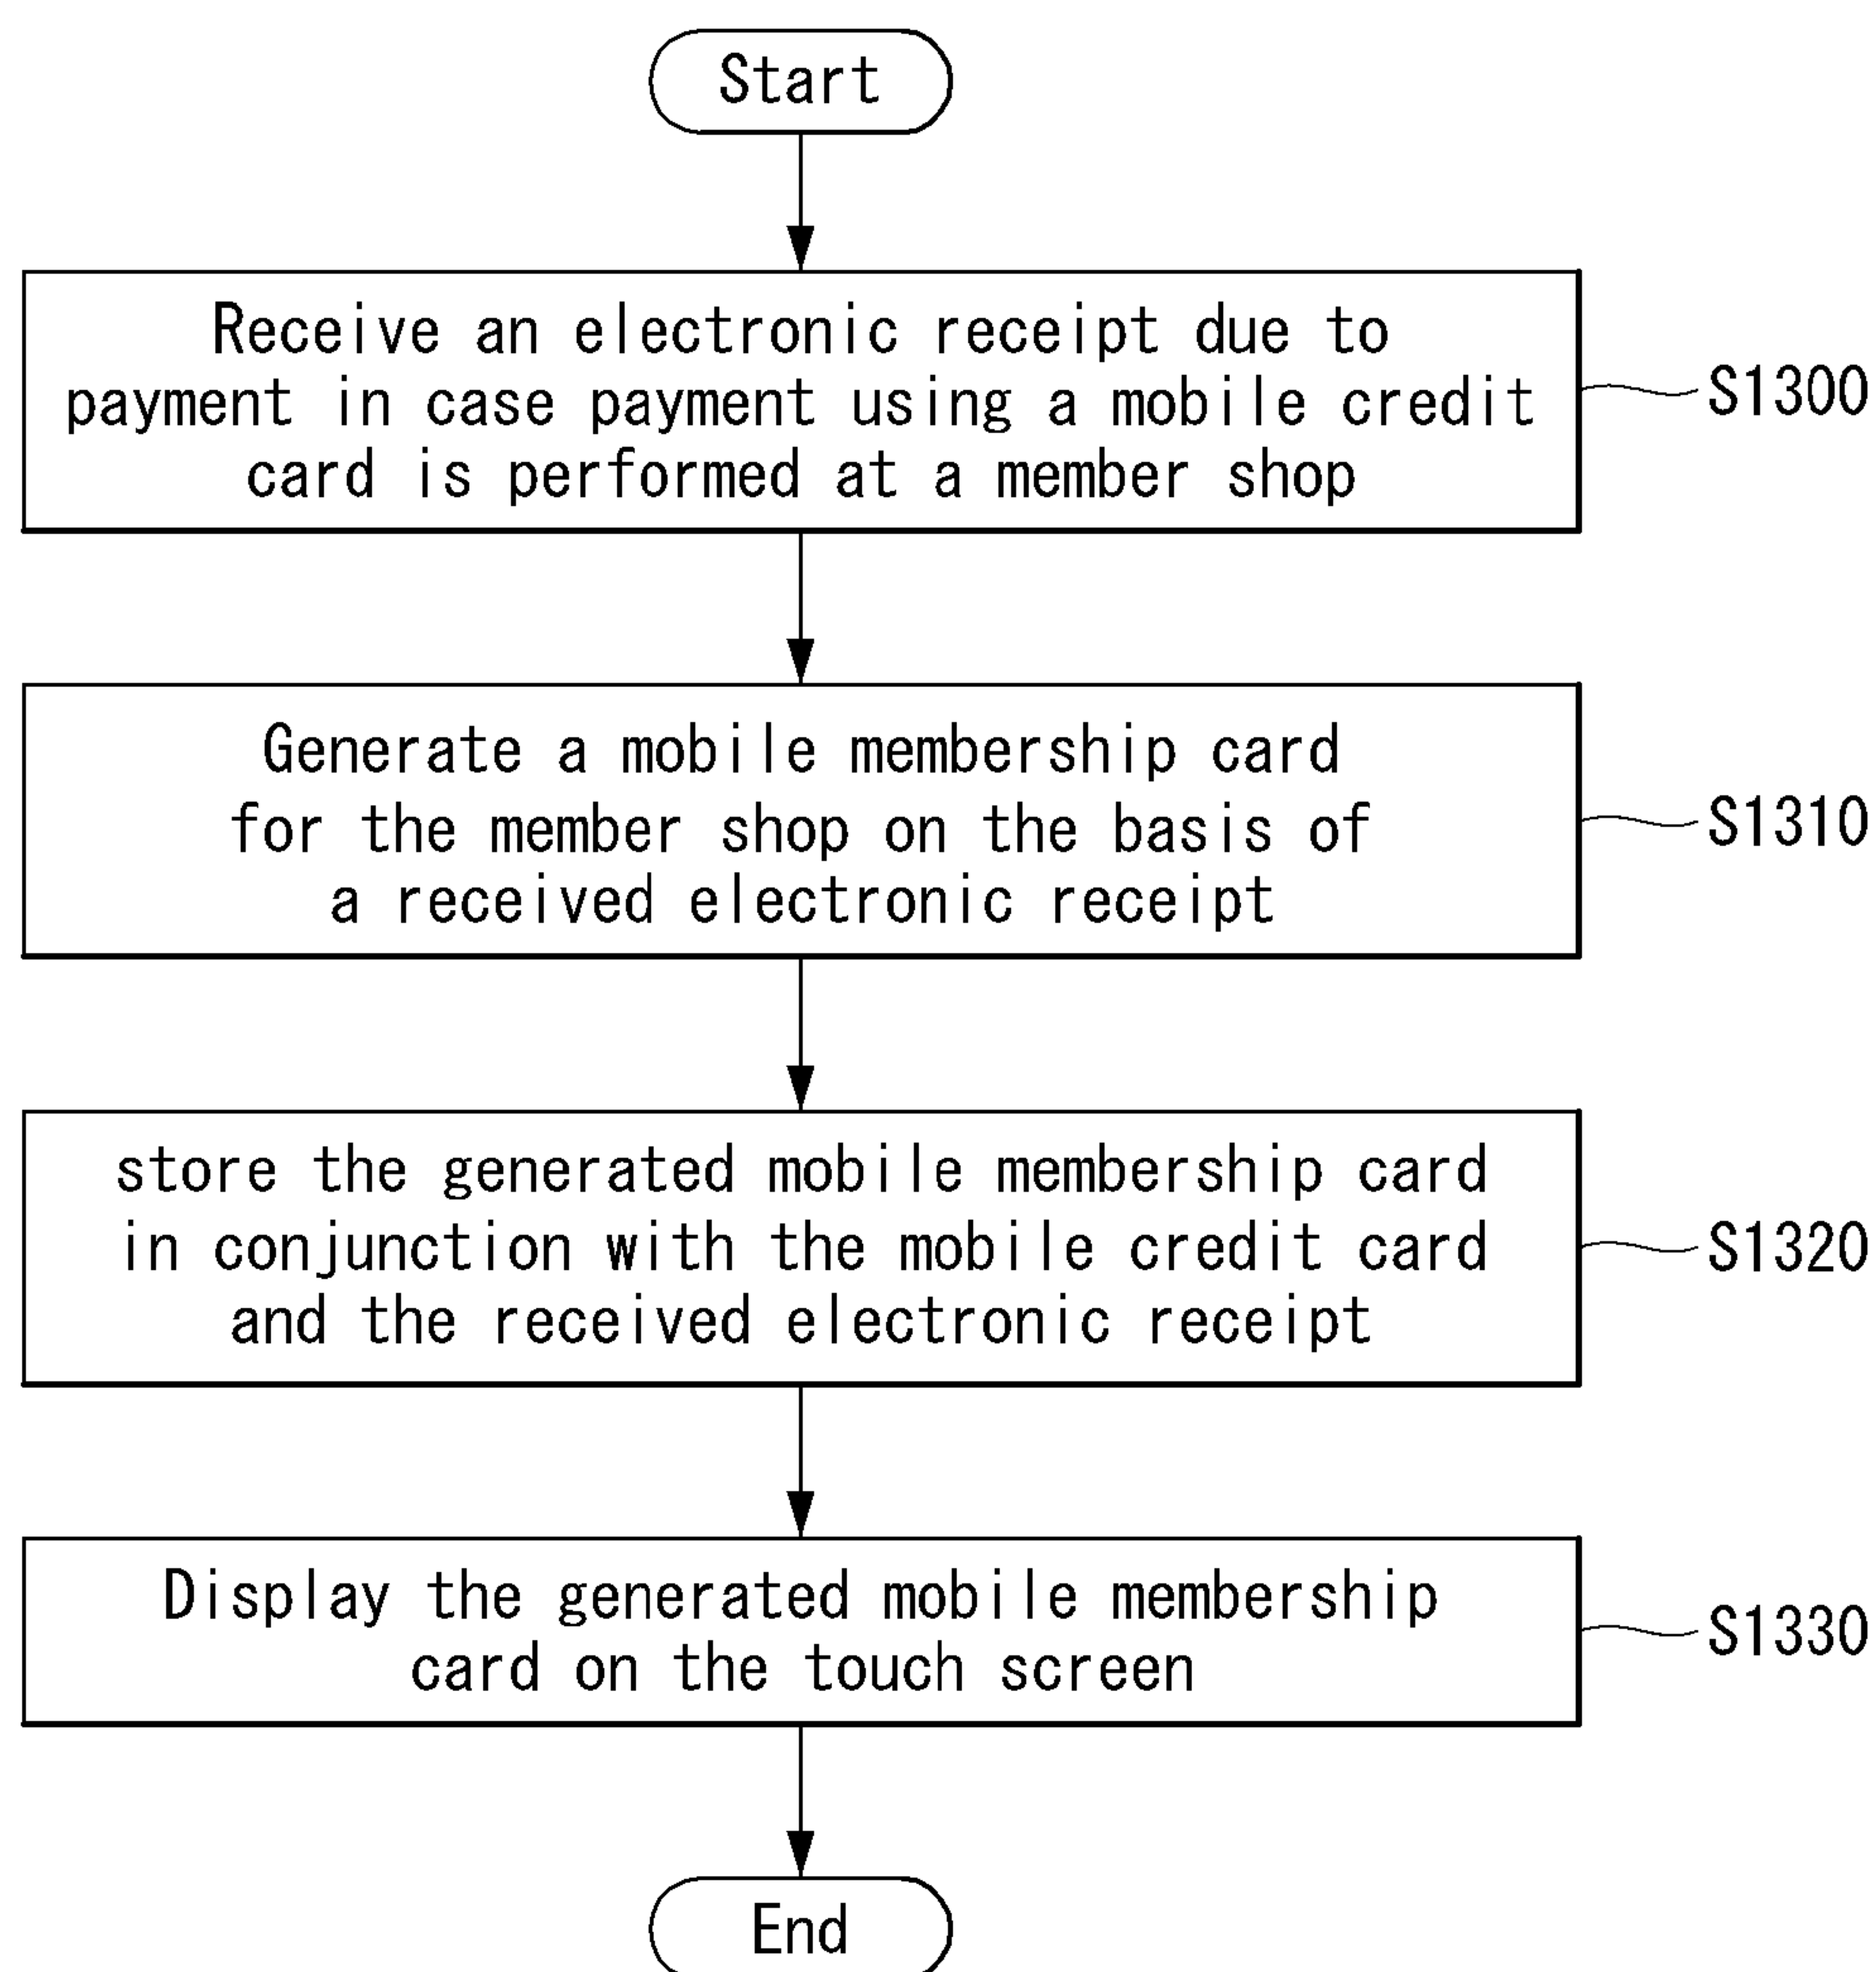 Start
Receive an electronic receipt due to
payment in case payment using a mobile credit
card is performed at a member shop
S1300
Generate a mobile membership card
for the member shop on the basis of
a received electronic receipt
S1310
store the generated mobile membership card
in conjunction with the mobile credit card
and the received electronic receipt
S1320
Display the generated mobile membership
card on the touch screen
S1330
End